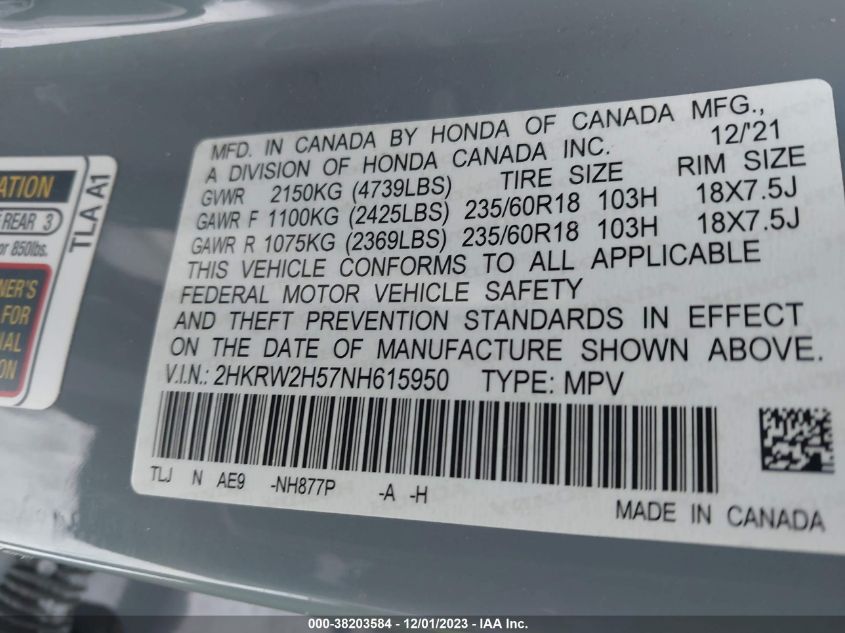 MFD. IN CANADA BY HONDA OF CANADA MFG.,
A DIVISION OF HONDA CANADA INC. 12/'21
GVWR 2150KG (4739LBS) TIRE SIZE RIM SIZE
GAWR F 1100KG (2425LBS) 235/60R18 103H 18X7.5J
GAWR R 1075KG (2369LBS) 235/60R18 103H 18X7.5J
THIS VEHICLE CONFORMS TO ALL APPLICABLE
FEDERAL MOTOR VEHICLE SAFETY
AND THEFT PREVENTION STANDARDS IN EFFECT
ON THE DATE OF MANUFACTURE SHOWN ABOVE.
V.I.N.: 2HKRW2H57NH615950 TYPE: MPV
TLJ N AE9 -NH877P -A -H
MADE IN CANADA
REAR 3
850lbs.
FOR
TLA A1
000-38203584 - 12/01/2023 - IAA Inc.